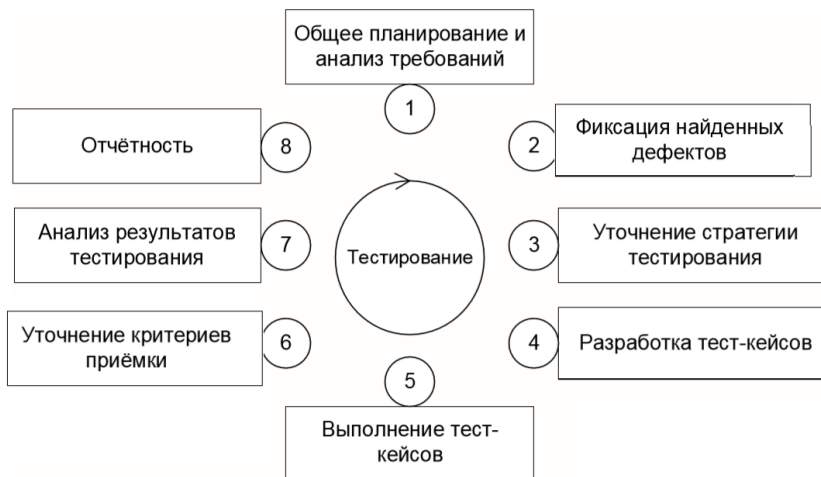 Общее планирование и
анализ требований
1
Фиксация найденных
дефектов
2
Уточнение стратегии
тестирования
3
Разработка тест-кейсов
4
Выполнение тест-
кейсов
5
Уточнение критериев
приёмки
6
Анализ результатов
тестирования
7
Отчётность
8
Тестирование